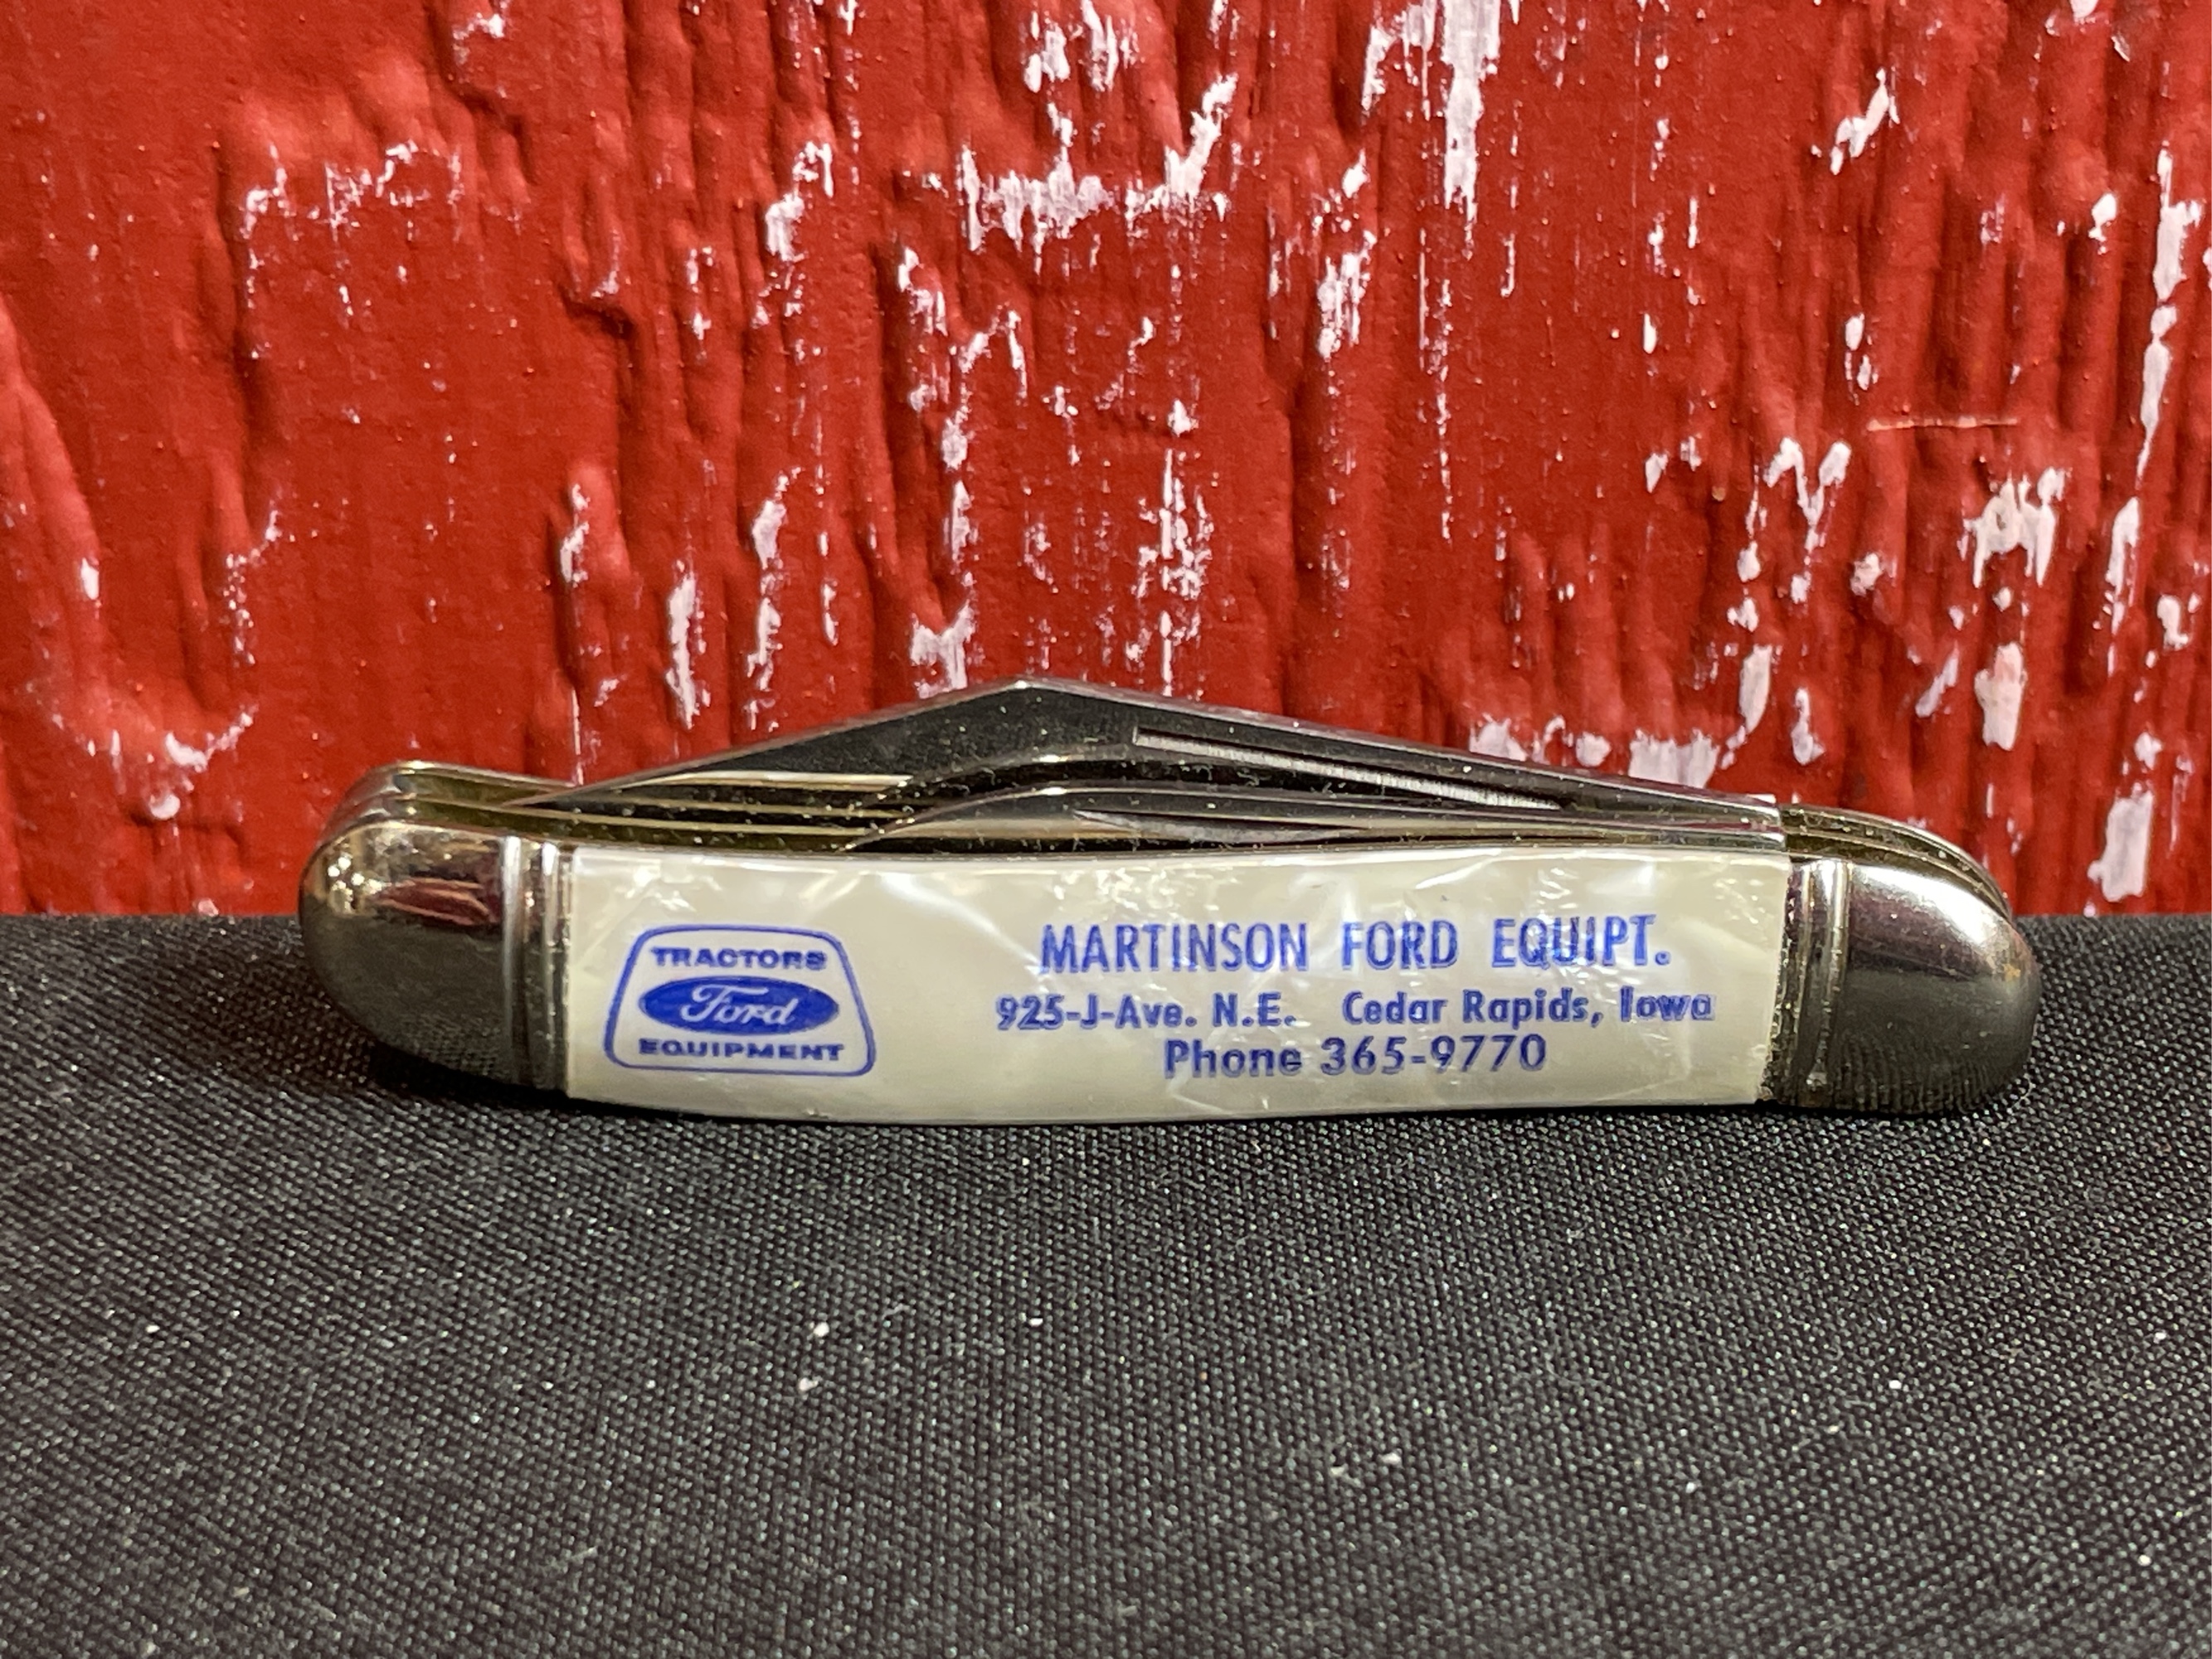 TRACTORS
Ford
EQUIPMENT
MARTINSON FORD EQUIPT.
925-J-Ave. N.E. Cedar Rapids, Iowa
Phone 365-9770